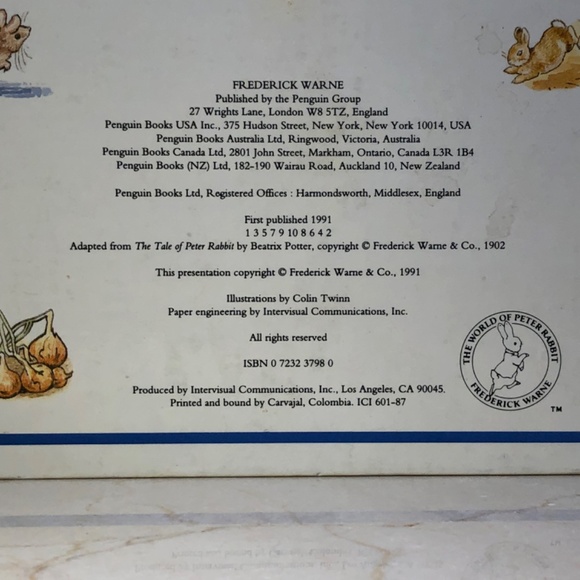 FREDERICK WARNE
Published by the Penguin Group
27 Wrights Lane, London W8 5TZ, England
Penguin Books USA Inc., 375 Hudson Street, New York, New York 10014, USA
Penguin Books Australia Ltd, Ringwood, Victoria, Australia
Penguin Books Canada Ltd, 2801 John Street, Markham, Ontario, Canada L3R 1B4
Penguin Books (NZ) Ltd, 182-190 Wairau Road, Auckland 10, New Zealand
Penguin Books Ltd, Registered Offices : Harmondsworth, Middlesex, England
First published 1991
1 3 5 7 9 10 8 6 4 2
Adapted from The Tale of Peter Rabbit by Beatrix Potter, copyright © Frederick Warne & Co., 1902
This presentation copyright © Frederick Warne & Co., 1991
Illustrations by Colin Twinn
Paper engineering by Intervisual Communications, Inc.
All rights reserved
ISBN 0 7232 3798 0
Produced by Intervisual Communications, Inc., Los Angeles, CA 90045.
Printed and bound by Carvajal, Colombia. ICI 601-87
THE WORLD OF PETER RABBIT
FREDERICK WARNE
TM